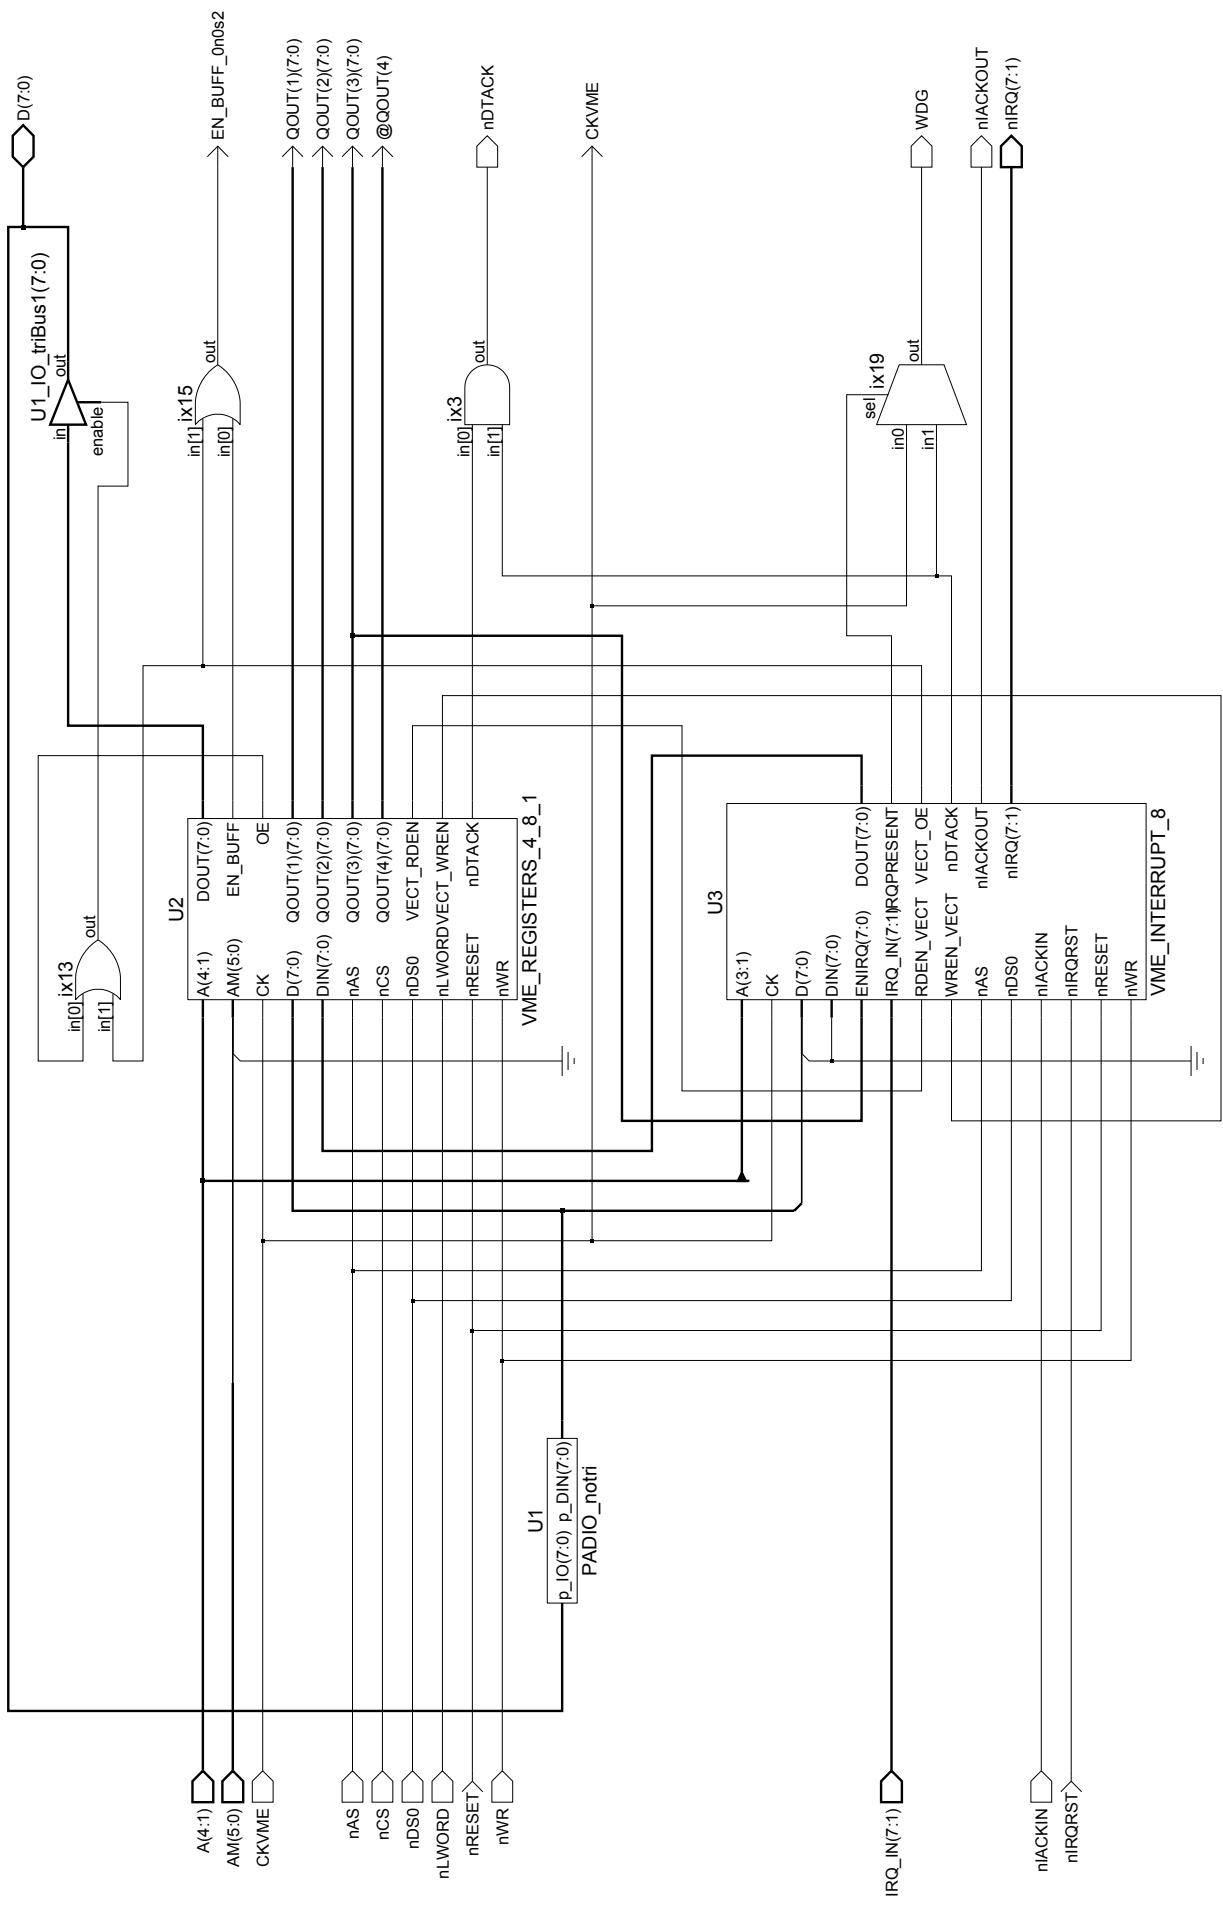 D(7:0)
EN_BUFF_0n0s2
QOUT(1)(7:0)
QOUT(2)(7:0)
QOUT(3)(7:0)
@QOUT(4)
nDTACK
CKVME
WDG
nIACKOUT
nIRQ(7:1)
U1_IO_triBus1(7:0)
in
out
enable
ix15
in[1]
in[0]
out
ix3
in[0]
in[1]
out
ix19
sel
in0
in1
out
ix13
in[0]
in[1]
out
U2
A(4:1)
AM(5:0)
CK
D(7:0)
DIN(7:0)
nAS
nCS
nDS0
nLWORD
nRESET
nWR
DOUT(7:0)
EN_BUFF
OE
QOUT(1)(7:0)
QOUT(2)(7:0)
QOUT(3)(7:0)
QOUT(4)(7:0)
VECT_RDEN
VECT_WREN
nDTACK
VME_REGISTERS_4_8_1
U3
A(3:1)
CK
D(7:0)
DIN(7:0)
ENIRQ(7:0)
IRQ_IN(7:1)
RDEN_VECT
WREN_VECT
nAS
nDS0
nIACKIN
nIRQRST
nRESET
nWR
DOUT(7:0)
IRQPRESENT
VECT_OE
nDTACK
nIACKOUT
nIRQ(7:1)
VME_INTERRUPT_8
U1
p_IO(7:0) p_DIN(7:0)
PADIO_notri
A(4:1)
AM(5:0)
CKVME
nAS
nCS
nDS0
nLWORD
nRESET
nWR
IRQ_IN(7:1)
nIACKIN
nIRQRST